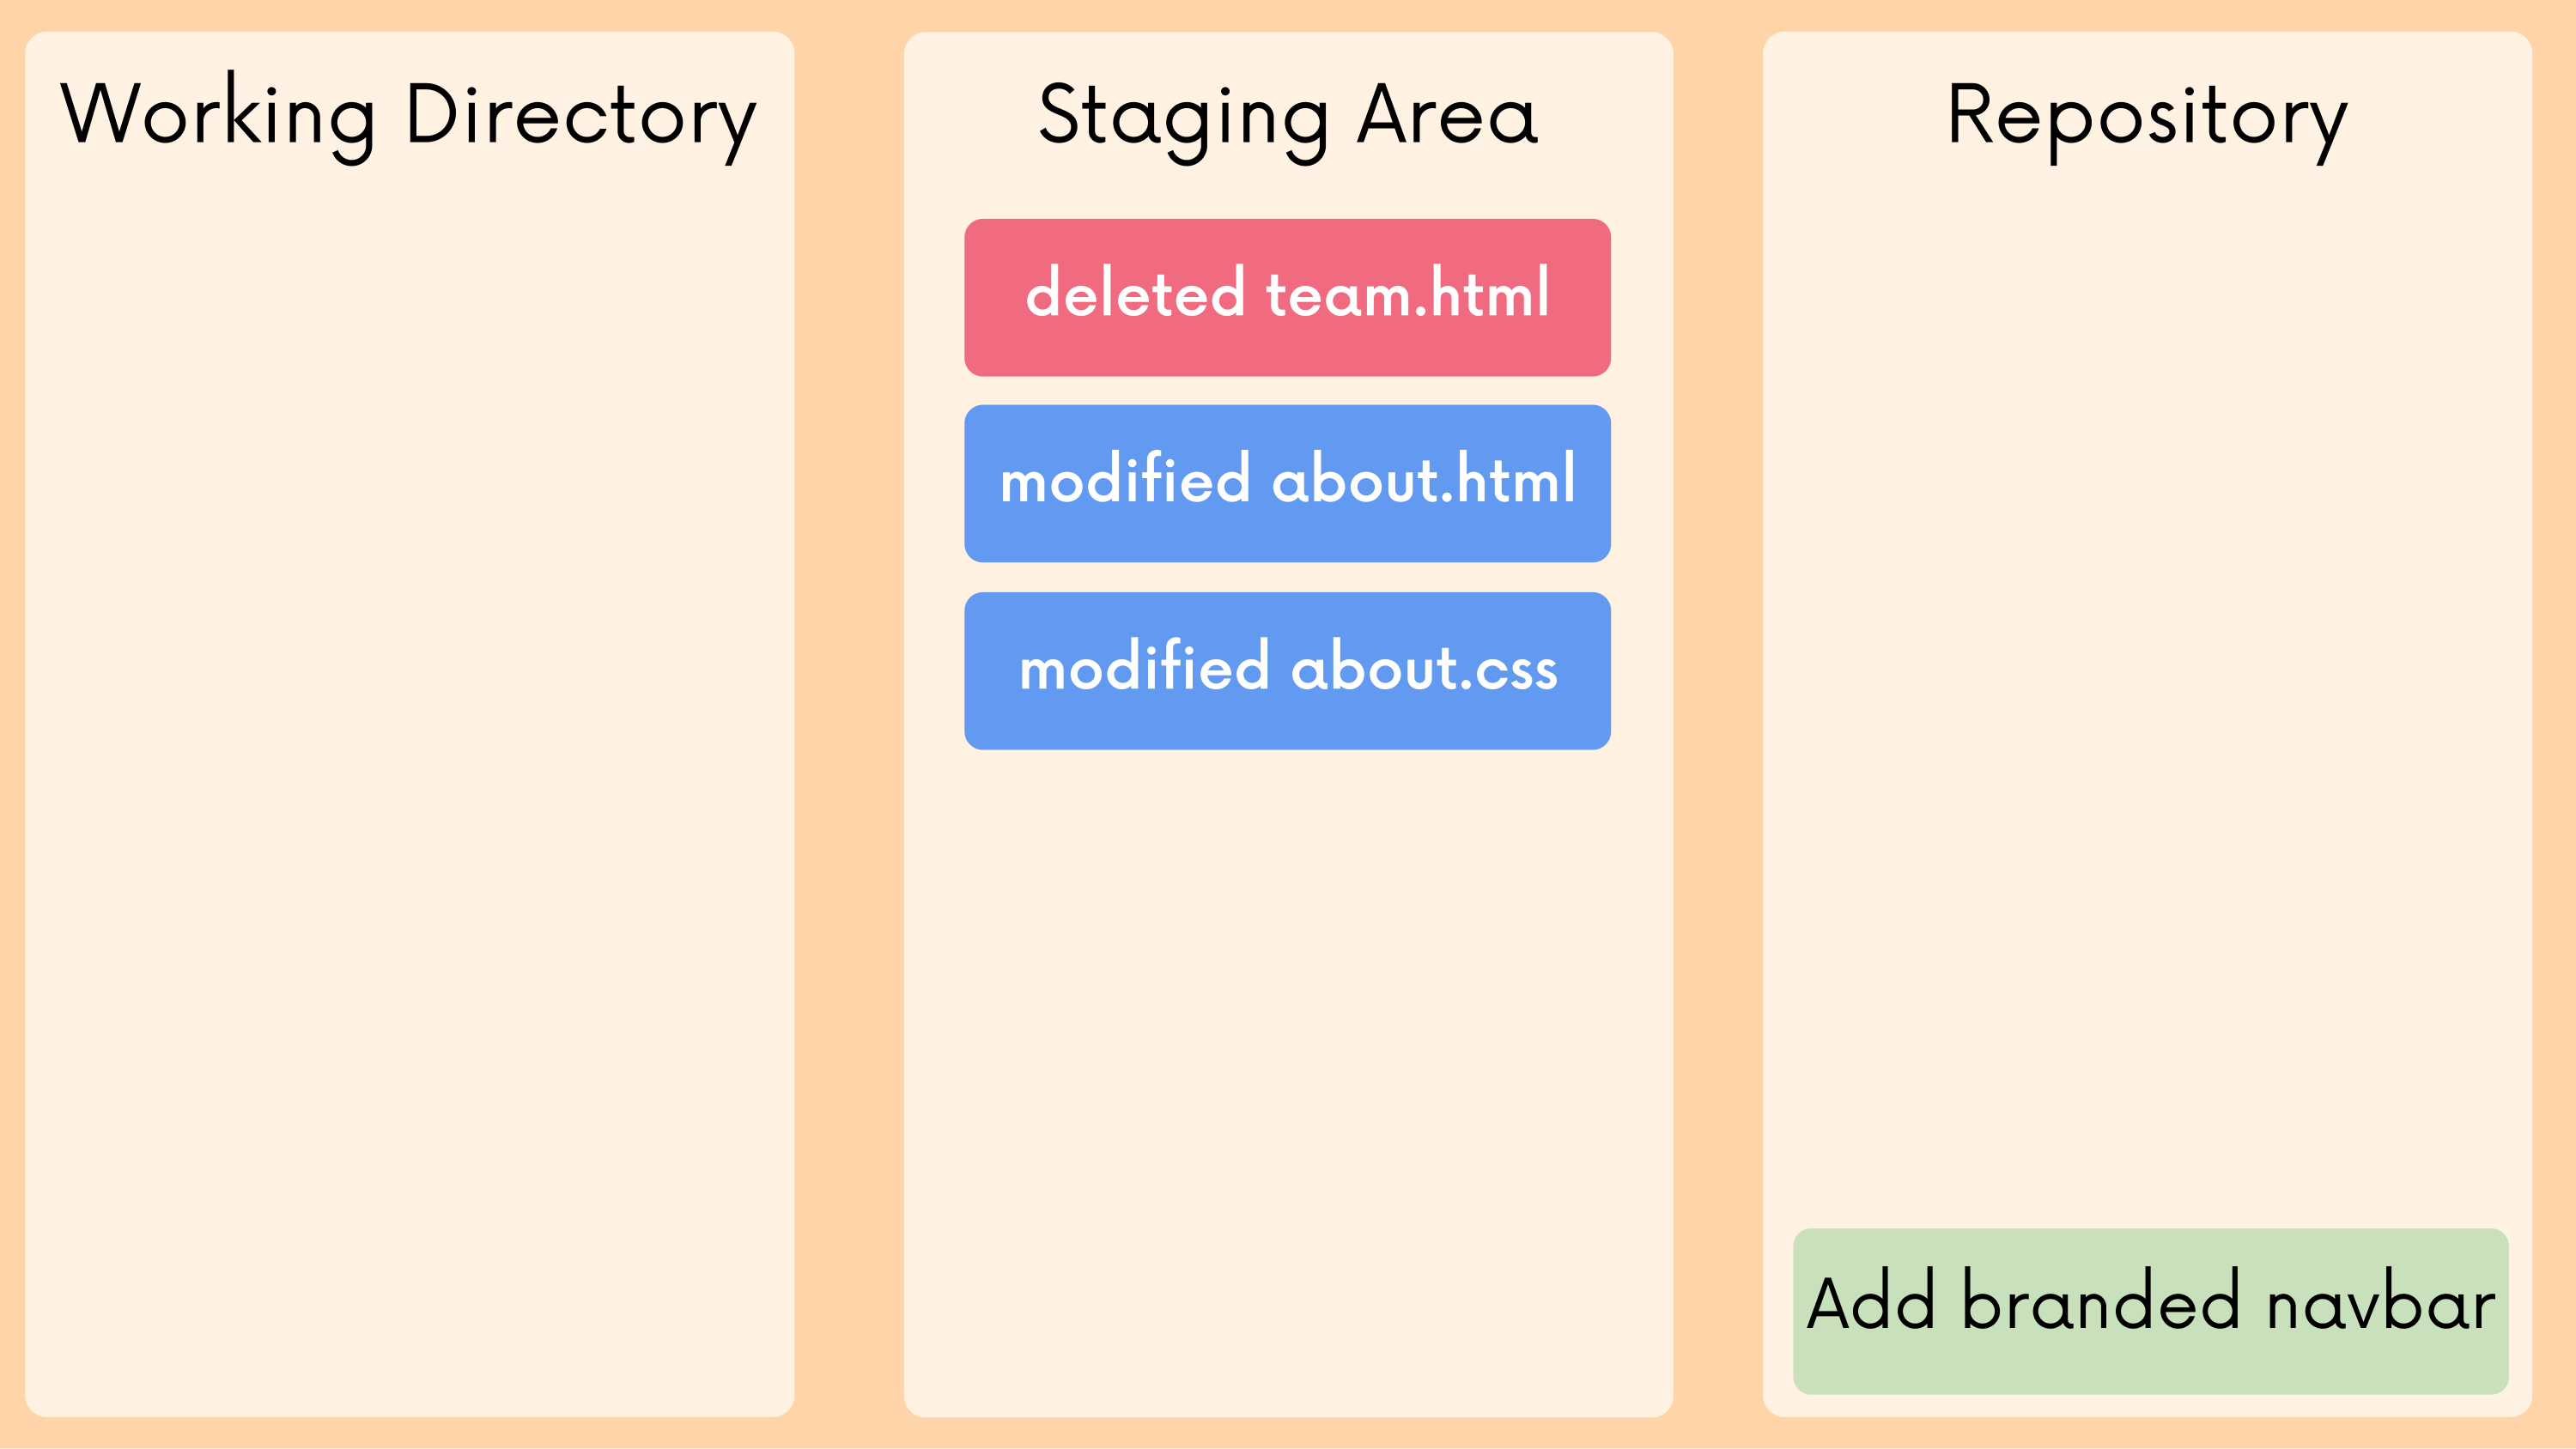 Working Directory
Staging Area
deleted team.html
modified about.html
modified about.css
Repository
Add branded navbar